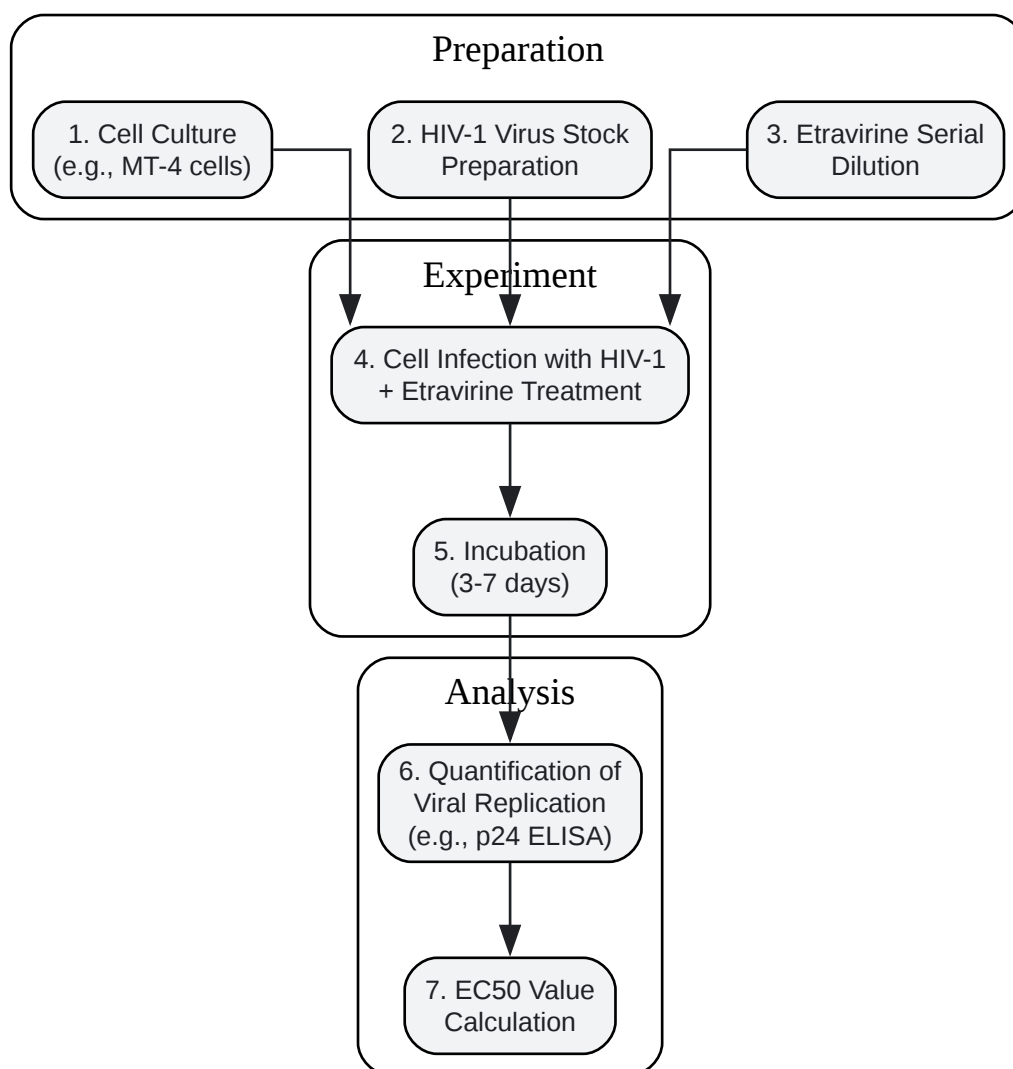 Preparation
1. Cell Culture
(e.g., MT-4 cells)
2. HIV-1 Virus Stock
Preparation
3. Etravirine Serial
Dilution
Experiment
4. Cell Infection with HIV-1
+ Etravirine Treatment
5. Incubation
(3-7 days)
Analysis
6. Quantification of
Viral Replication
(e.g., p24 ELISA)
7. EC50 Value
Calculation